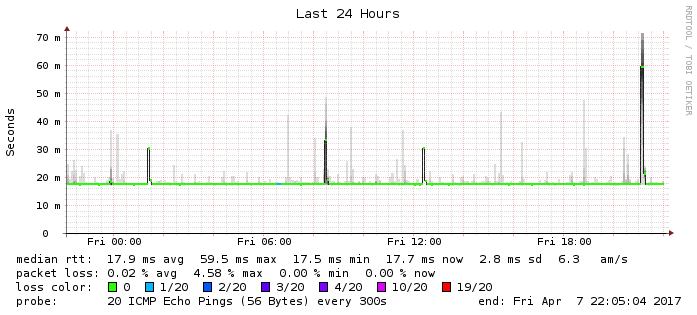 Last 24 Hours
RRDTOOL / TOBI OETIKER
Seconds
70 m
60 m
50 m
40 m
30 m
20 m
10 m
0
Fri 00:00 Fri 06:00 Fri 12:00 Fri 18:00
median rtt: 17.9 ms avg 59.5 ms max 17.5 ms min 17.7 ms now 2.8 ms sd 6.3 am/s
packet loss: 0.02 % avg 4.58 % max 0.00 % min 0.00 % now
loss color: 0 1/20 2/20 3/20 4/20 10/20 19/20
probe: 20 ICMP Echo Pings (56 Bytes) every 300s end: Fri Apr 7 22:05:04 2017